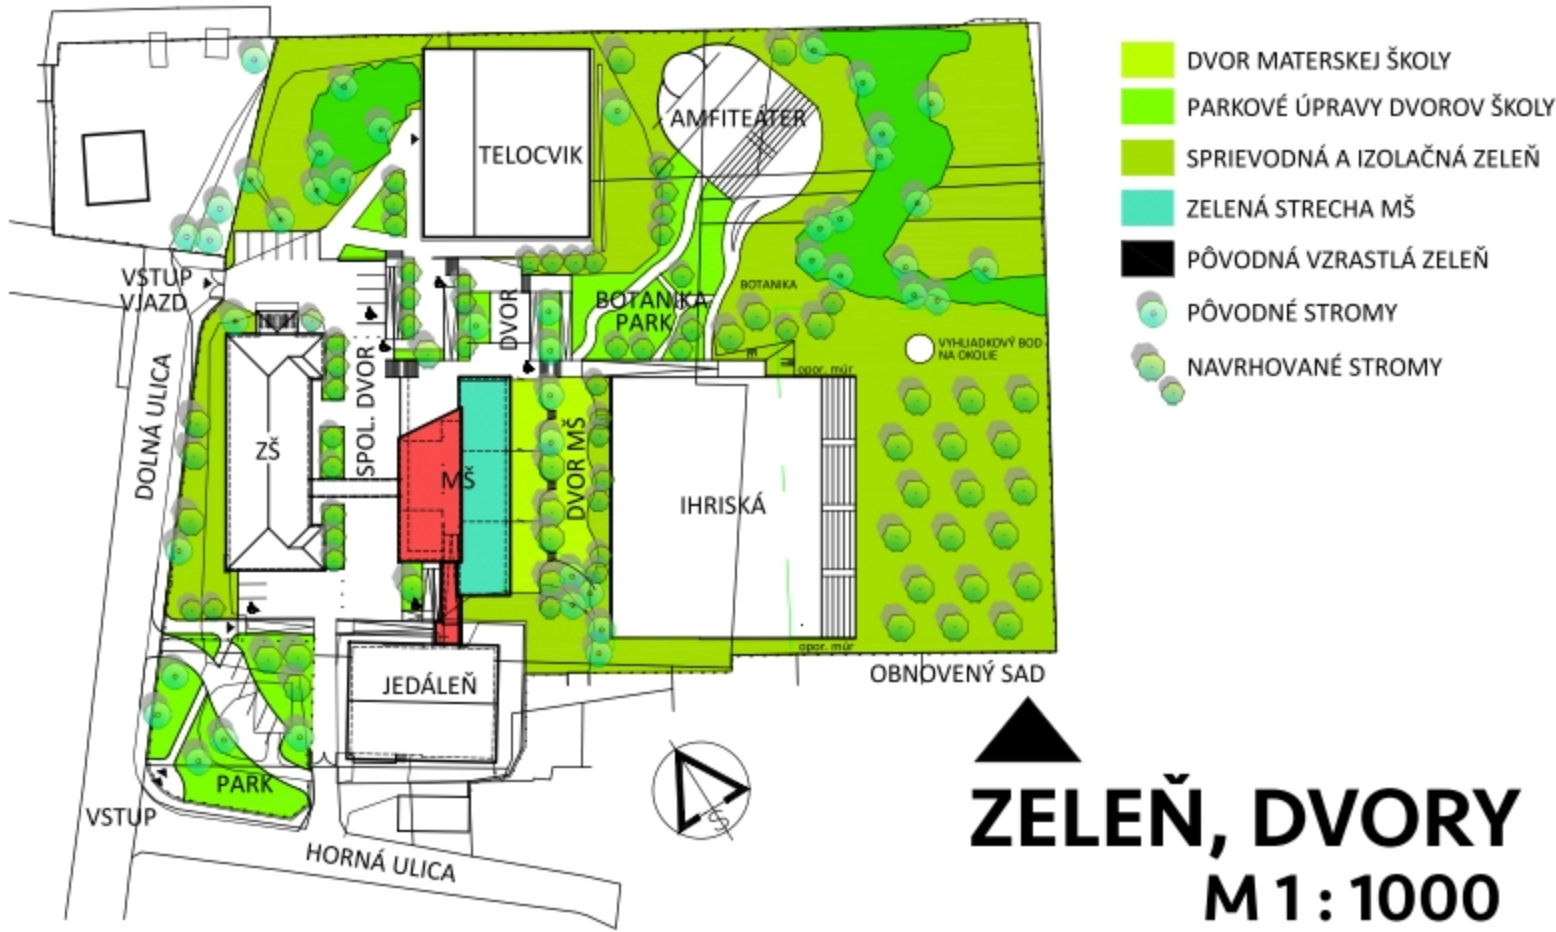 DVOR MATERSKEJ ŠKOLY
PARKOVÉ ÚPRAVY DVOROV ŠKOLY
SPRIEVODNÁ A IZOLAČNÁ ZELEŇ
ZELENÁ STRECHA MŠ
PÔVODNÁ VZRASTLÁ ZELEŇ
PÔVODNÉ STROMY
NAVRHOVANÉ STROMY
TELOCVIK
AMFITEÁTER
VSTUP
VJAZD
DVOR
BOTANIKA
PARK
BOTANIKA
VYHLIADKOVÝ BOD
NA OKOLIE
opor. múr
DOLNÁ ULICA
ZŠ
SPOL. DVOR
MŠ
DVOR MŠ
IHRISKÁ
opor. múr
OBNOVENÝ SAD
JEDÁLEŇ
PARK
VSTUP
HORNÁ ULICA
S
ZELEŇ, DVORY
M 1 : 1000